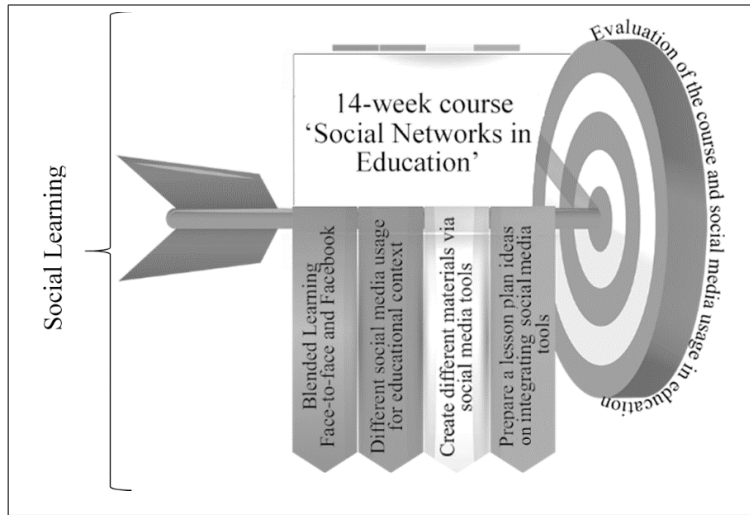 Social Learning
14-week course
‘Social Networks in
Education’
Blended Learning
Face-to-face and Facebook
Different social media usage
for educational context
Create different materials via
social media tools
Prepare a lesson plan ideas
on integrating social media
tools
Evaluation of the course and social media usage in education